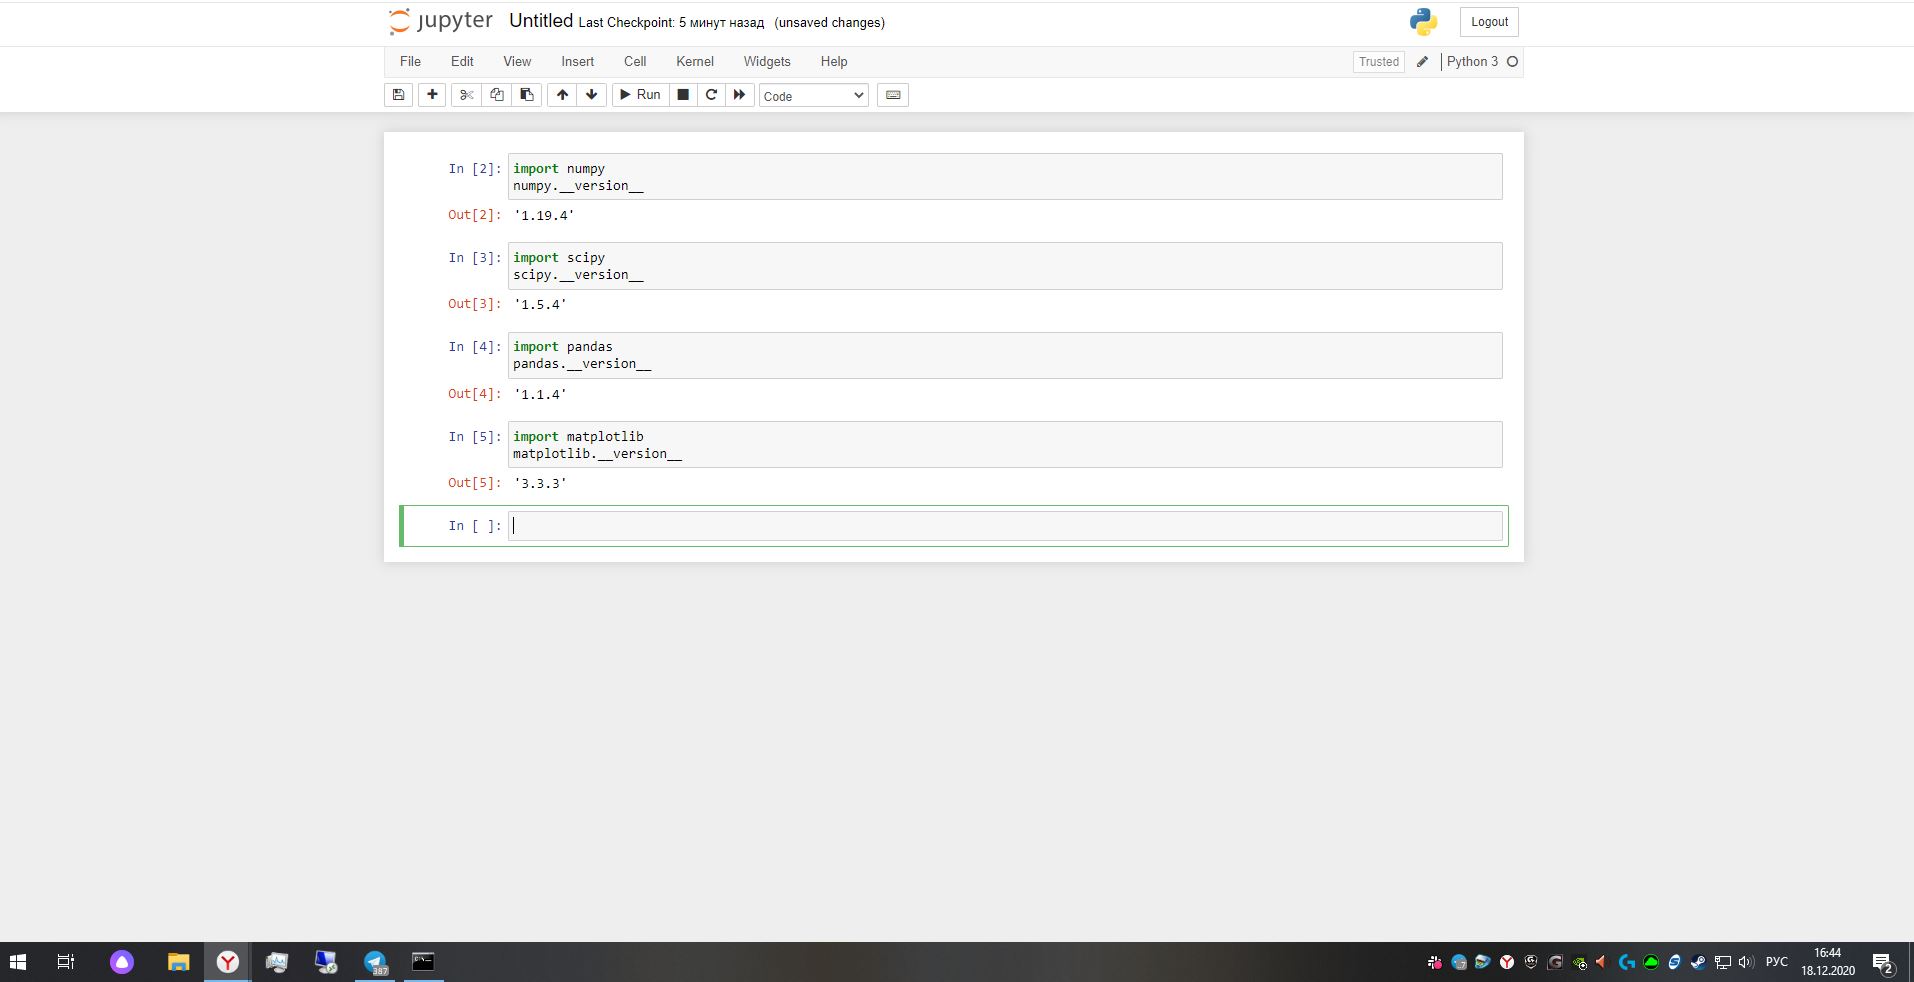 jupyter Untitled Last Checkpoint: 5 минут назад (unsaved changes) Logout
File Edit View Insert Cell Kernel Widgets Help Trusted Python 3
Run Code
In [2]: import numpy
numpy.__version__
Out[2]: '1.19.4'
In [3]: import scipy
scipy.__version__
Out[3]: '1.5.4'
In [4]: import pandas
pandas.__version__
Out[4]: '1.1.4'
In [5]: import matplotlib
matplotlib.__version__
Out[5]: '3.3.3'
In [ ]:
387
7
РУС
16:44
18.12.2020
2